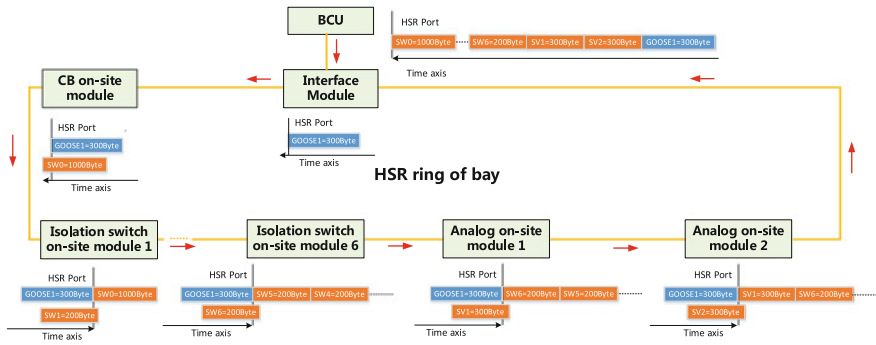 BCU
HSR Port
SW0=1000Byte
SW6=200Byte
SV1=300Byte
SV2=300Byte
GOOSE1=300Byte
Time axis
CB on-site
module
Interface
Module
HSR Port
GOOSE1=300Byte
SW0=1000Byte
Time axis
HSR Port
GOOSE1=300Byte
Time axis
HSR ring of bay
Isolation switch
on-site module 1
Isolation switch
on-site module 6
Analog on-site
module 1
Analog on-site
module 2
HSR Port
GOOSE1=300Byte
SW0=1000Byte
SW1=200Byte
Time axis
HSR Port
GOOSE1=300Byte
SW5=200Byte
SW4=200Byte
SW6=200Byte
Time axis
HSR Port
GOOSE1=300Byte
SW6=200Byte
SW5=200Byte
SV1=300Byte
Time axis
HSR Port
GOOSE1=300Byte
SV1=300Byte
SW6=200Byte
SV2=300Byte
Time axis